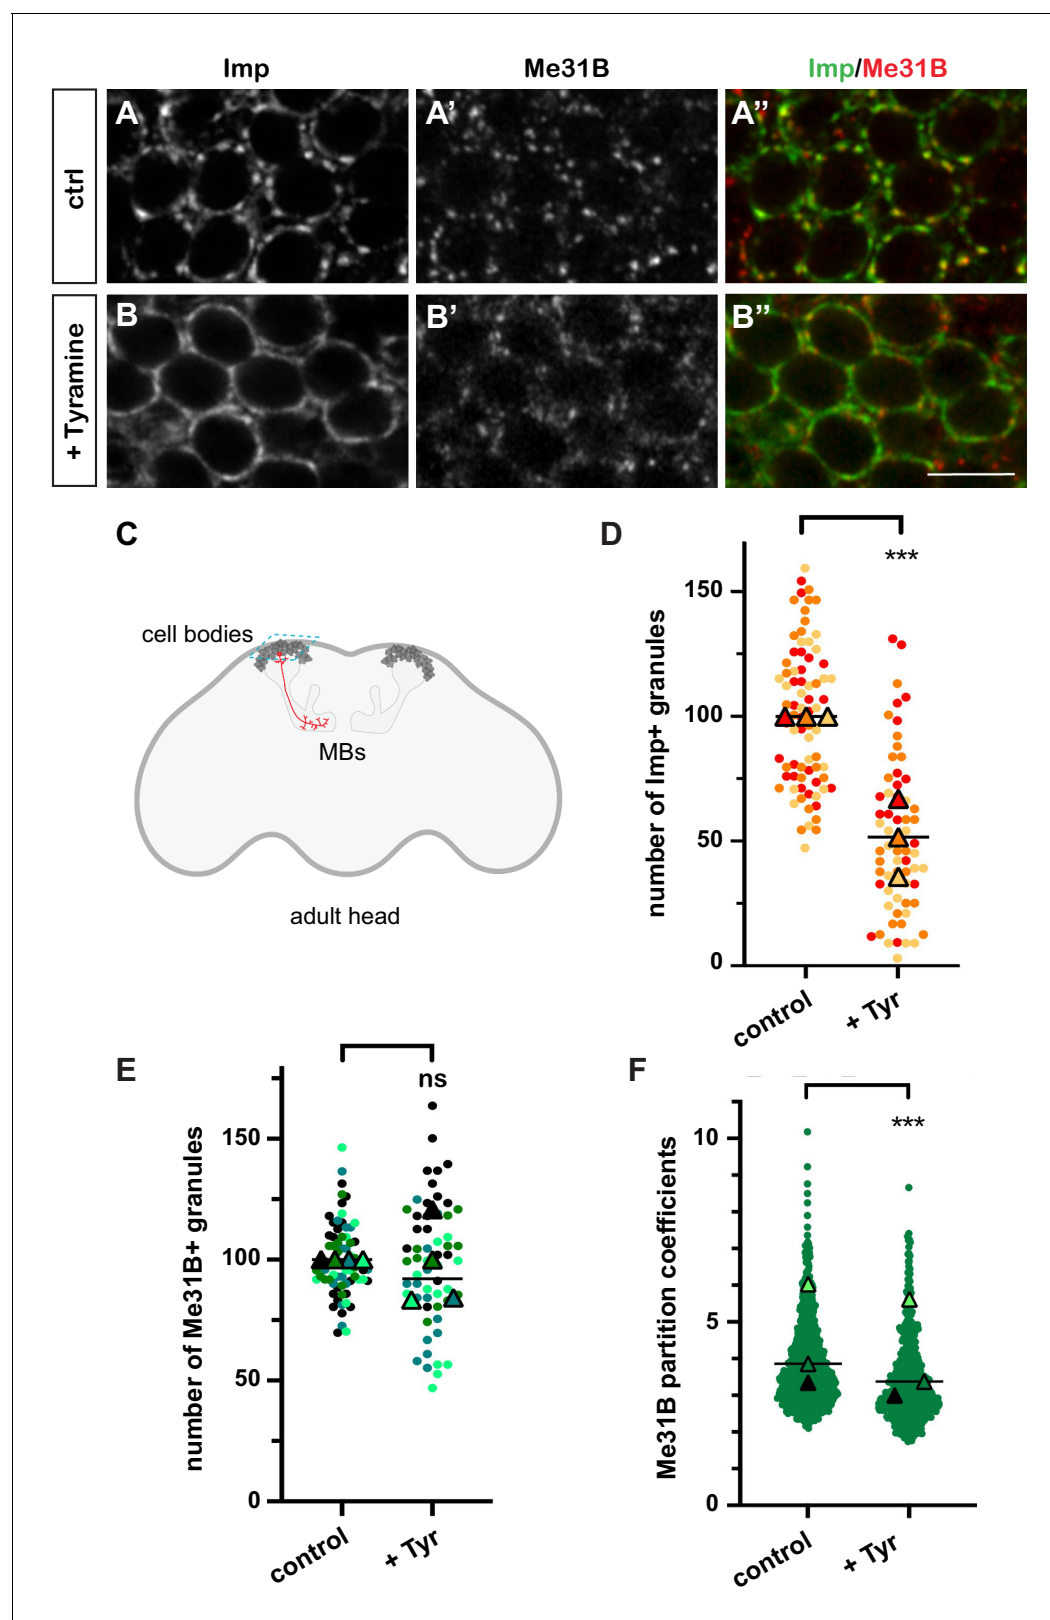 Imp
Me31B
Imp/Me31B
ctrl
A
A'
A’’
+ Tyramine
B
B'
B’’
C
cell bodies
MBs
adult head
D
***
number of Imp+ granules
150
100
50
0
control
+ Tyr
E
ns
number of Me31B+ granules
150
100
50
0
control
+ Tyr
F
***
Me31B partition coefficients
10
5
0
control
+ Tyr